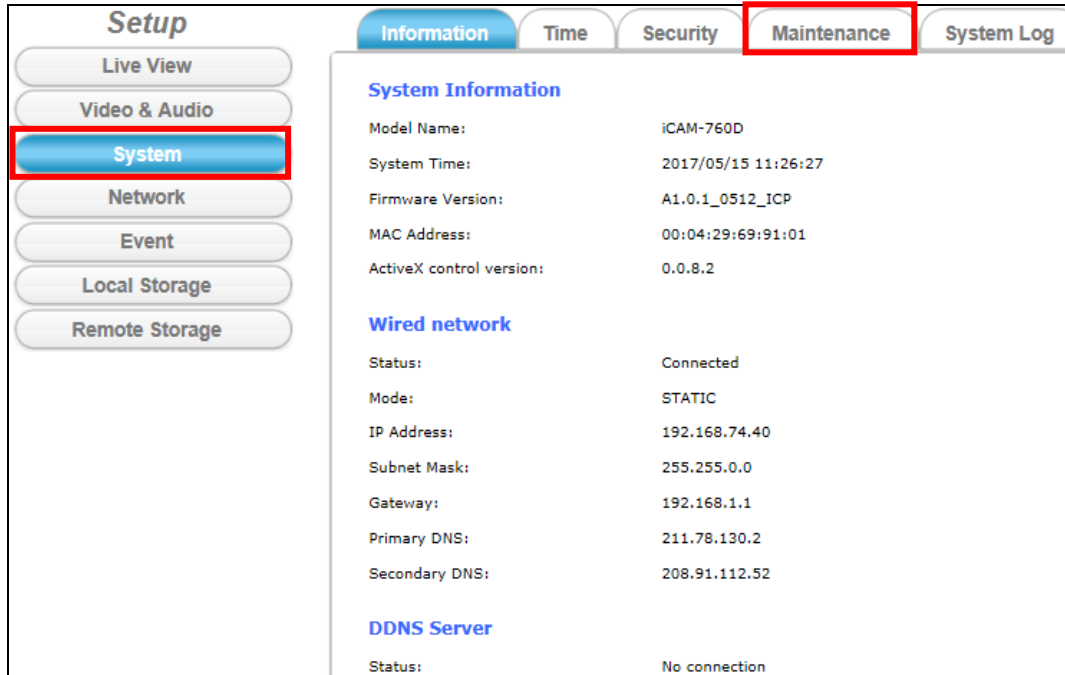 Setup
Live View
Video & Audio
System
Network
Event
Local Storage
Remote Storage
Information Time Security Maintenance System Log
System Information
Model Name: iCAM-760D
System Time: 2017/05/15 11:26:27
Firmware Version: A1.0.1_0512_ICP
MAC Address: 00:04:29:69:91:01
ActiveX control version: 0.0.8.2
Wired network
Status: Connected
Mode: STATIC
IP Address: 192.168.74.40
Subnet Mask: 255.255.0.0
Gateway: 192.168.1.1
Primary DNS: 211.78.130.2
Secondary DNS: 208.91.112.52
DDNS Server
Status: No connection